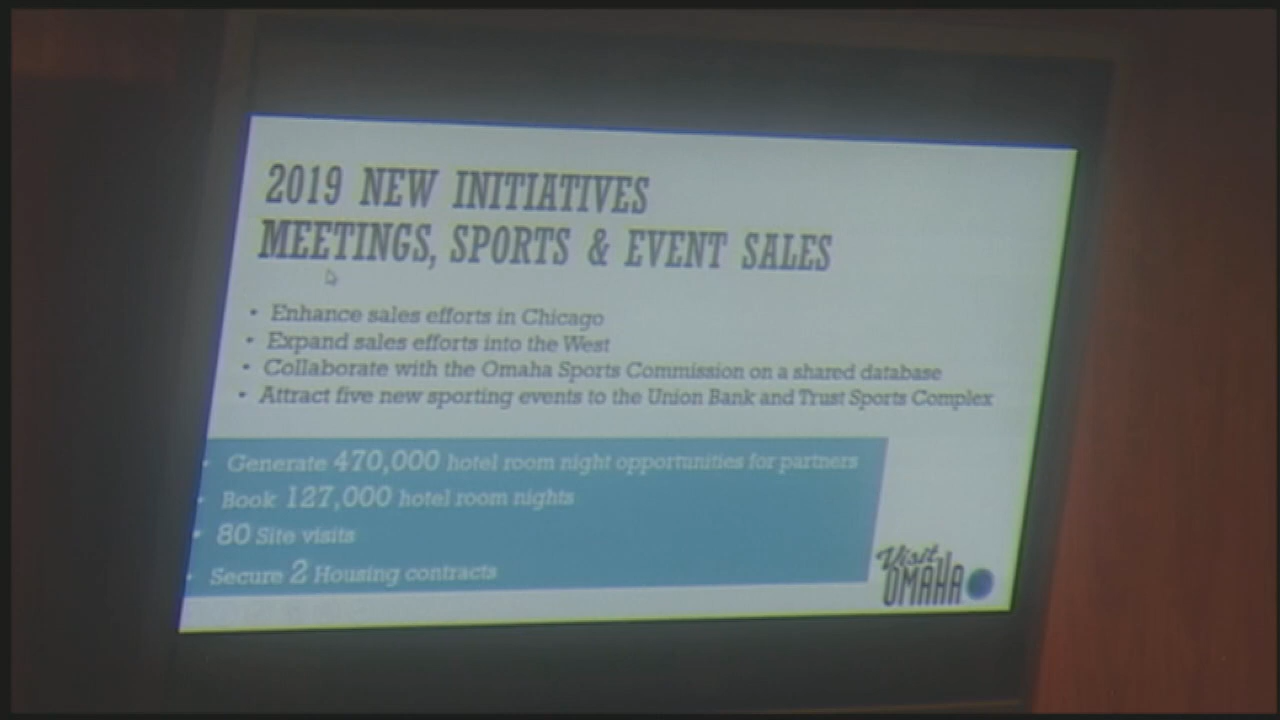 2019 NEW INITIATIVES
MEETINGS, SPORTS & EVENT SALES
• Enhance sales efforts in Chicago
• Expand sales efforts into the West
• Collaborate with the Omaha Sports Commission on a shared database
• Attract five new sporting events to the Union Bank and Trust Sports Complex
• Generate 470,000 hotel room night opportunities for partners
• Book 127,000 hotel room nights
• 80 Site visits
• Secure 2 Housing contracts
Visit
OMAHA